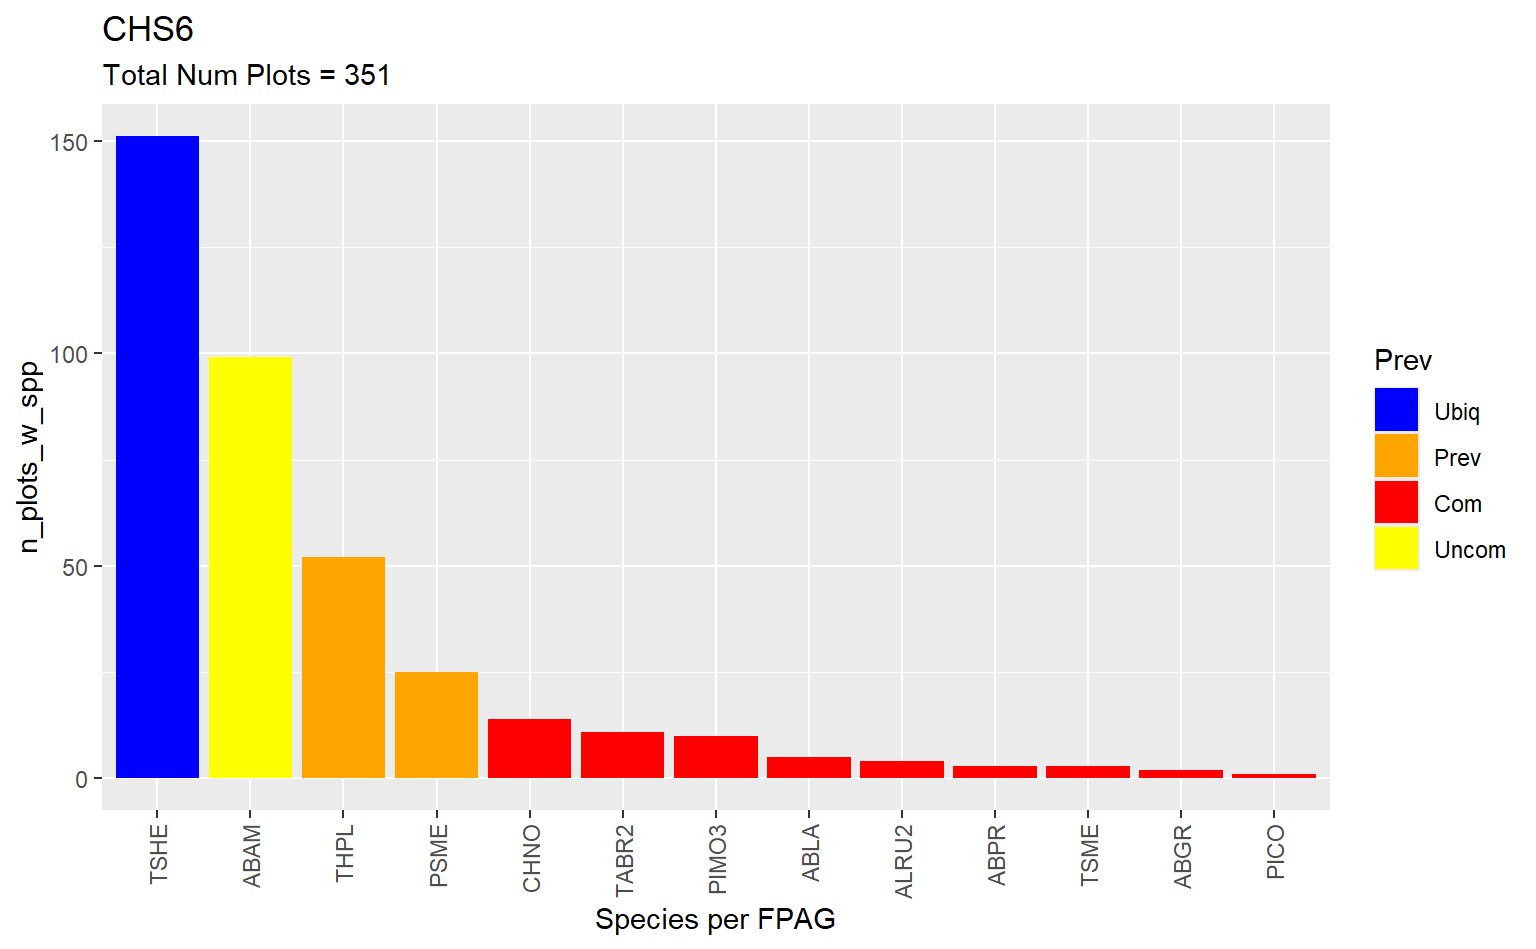 CHS6
Total Num Plots = 351
n_plots_w_spp
150
100
50
0
TSHE
ABAM
THPL
PSME
CHNO
TABR2
PIMO3
ABLA
ALRU2
ABPR
TSME
ABGR
PICO
Species per FPAG
Prev
Ubiq
Prev
Com
Uncom